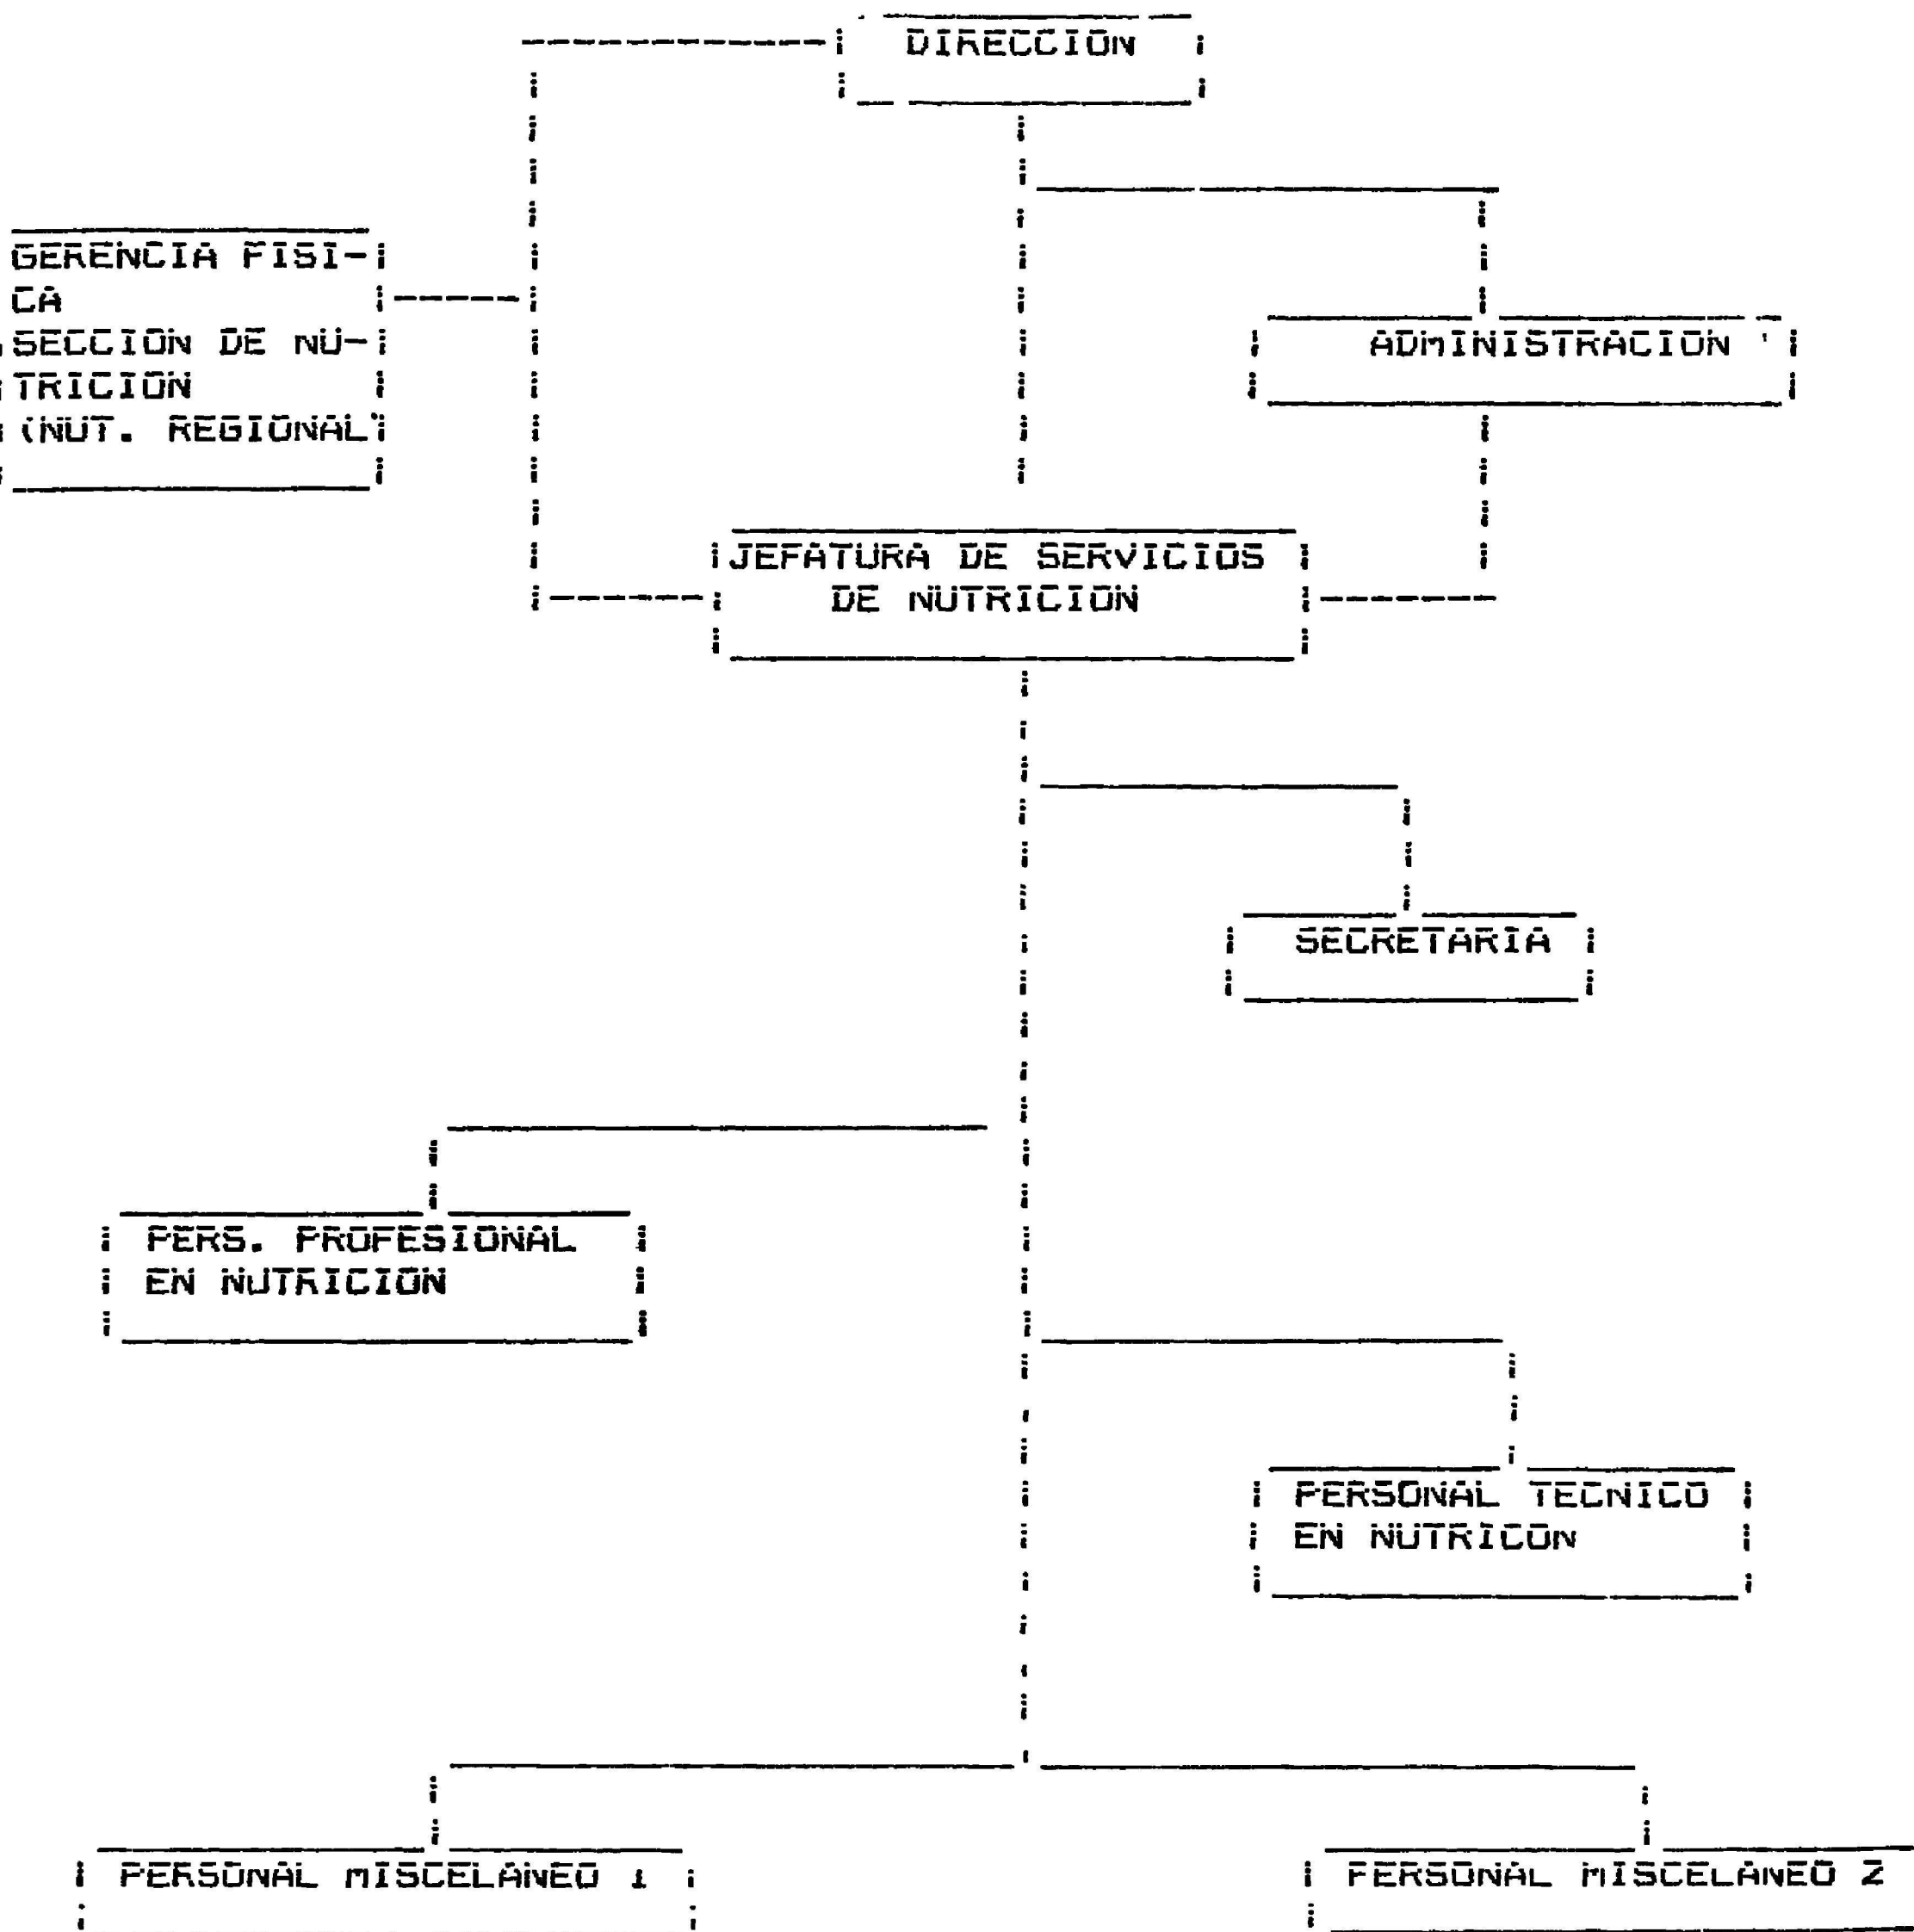 DIRECCION
GERENCIA FISI-
CA
SECCION DE NU-
TRICION
(NUT. REGIONAL)
ADMINISTRACION
JEFATURA DE SERVICIOS
DE NUTRICION
SECRETARIA
PERS. PROFESIONAL
EN NUTRICION
PERSONAL TECNICO
EN NUTRICON
PERSONAL MISCELANEO 1
PERSONAL MISCELANEO 2